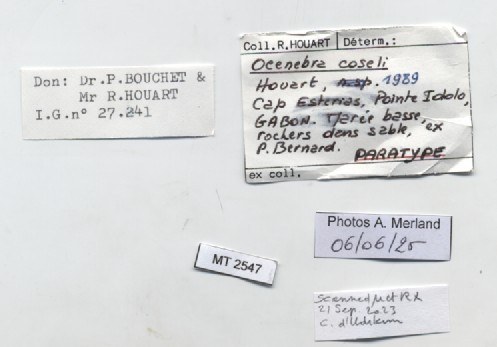 Don: Dr.P.BOUCHET &
Mr R.HOUART
I.G.n° 27.241
Coll.R.HOUART Déterm.:
Ocenebra coseli
Houart, n.sp. 1989
Cap Esterias, Pointe Idolo,
GABON. Marée basse,
rochers dans sable, ex
P. Bernard. PARATYPE
ex coll.
MT 2547
Photos A. Merland
06/06/25
Scanned
21 Sep. 2023
C. d'Udekem